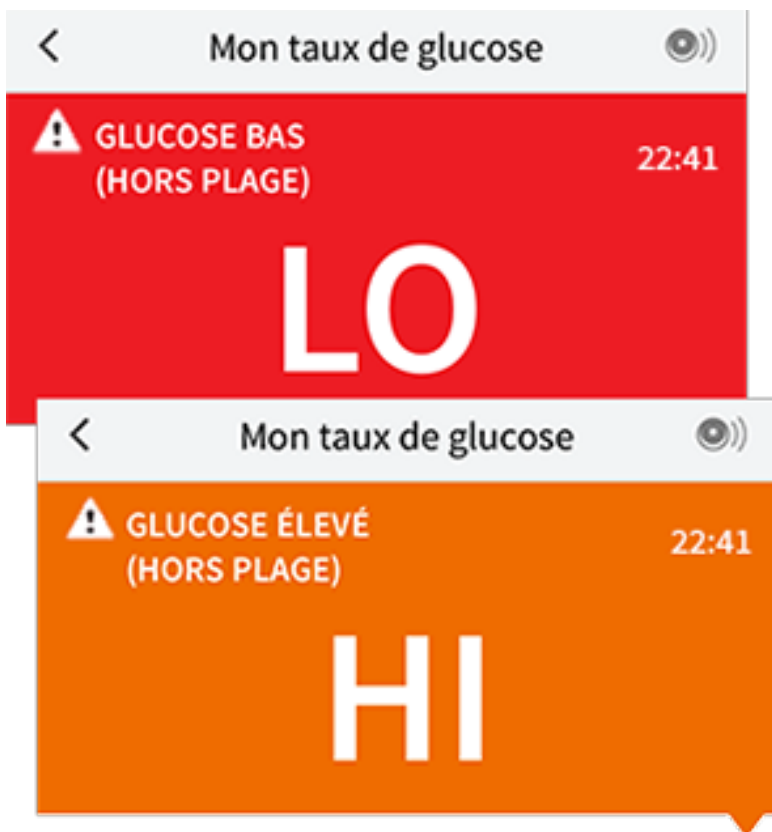 Mon taux de glucose
GLUCOSE BAS
(HORS PLAGE)
22:41
LO
Mon taux de glucose
GLUCOSE ÉLEVÉ
(HORS PLAGE)
22:41
HI